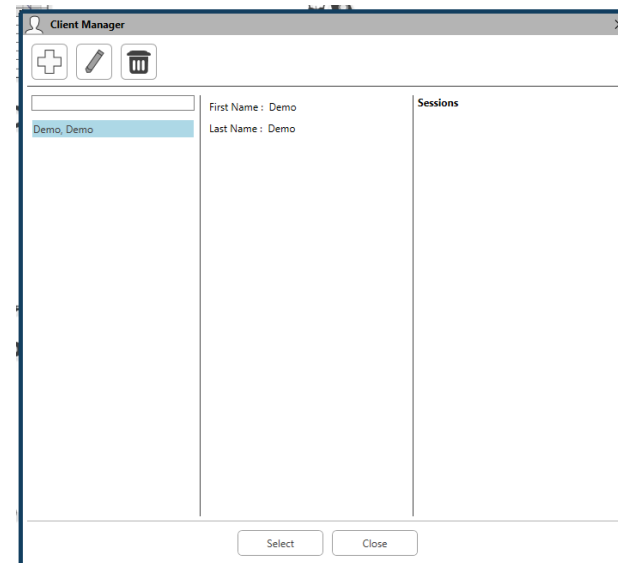 Client Manager
First Name : Demo
Last Name : Demo
Sessions
Demo, Demo
Select
Close